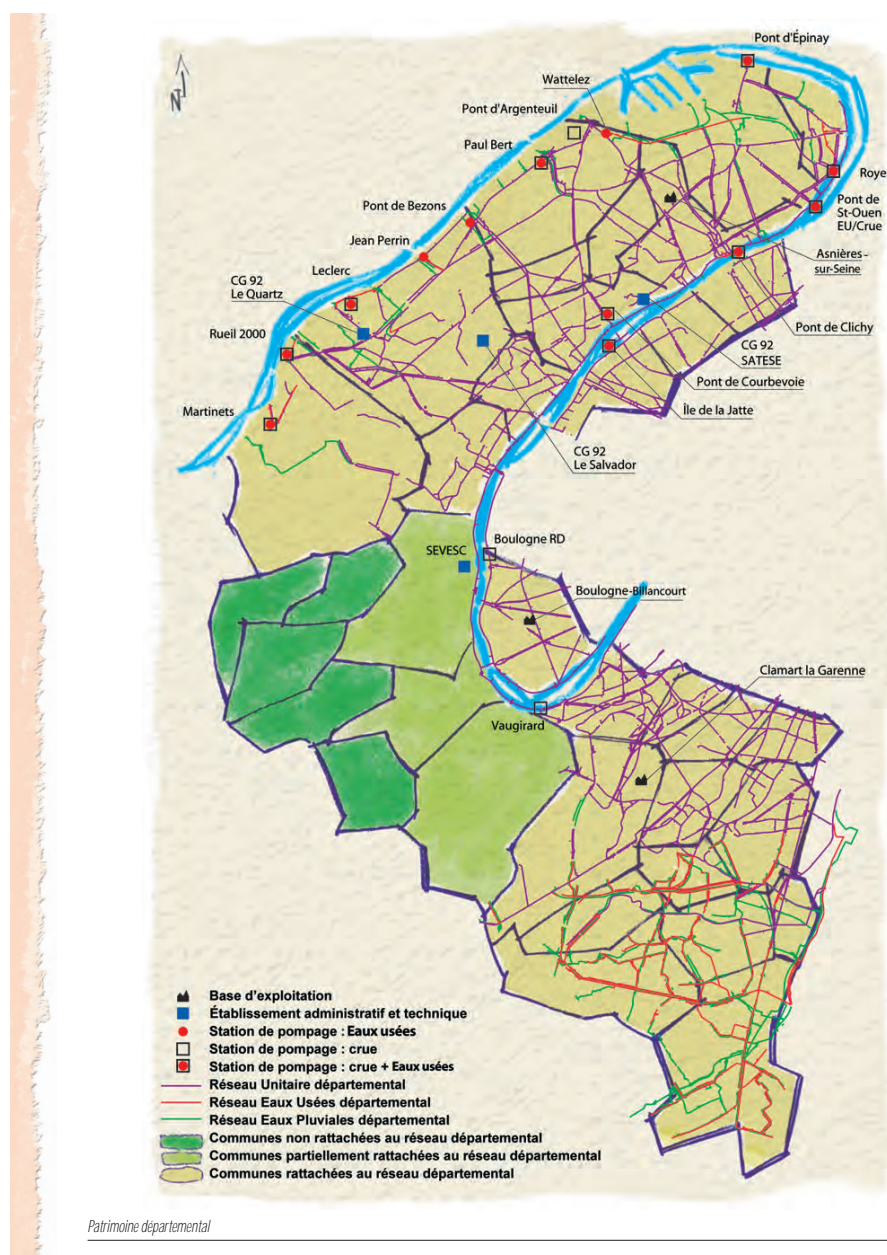 N
Pont d'Épinay
Wattelez
Pont d'Argenteuil
Paul Bert
Roye
Pont de
St-Ouen
EU/Crue
Pont de Bezons
Jean Perrin
Asnières-
sur-Seine
Leclerc
CG 92
Le Quartz
Rueil 2000
Pont de Clichy
CG 92
SATESE
Pont de Courbevoie
Martinets
Île de la Jatte
CG 92
Le Salvador
Boulogne RD
SEVESC
Boulogne-Billancourt
Clamart la Garenne
Vaugirard
Base d'exploitation
Établissement administratif et technique
Station de pompage : Eaux usées
Station de pompage : crue
Station de pompage : crue + Eaux usées
Réseau Unitaire départemental
Réseau Eaux Usées départemental
Réseau Eaux Pluviales départemental
Communes non rattachées au réseau départemental
Communes partiellement rattachées au réseau départemental
Communes rattachées au réseau départemental
Patrimoine départemental